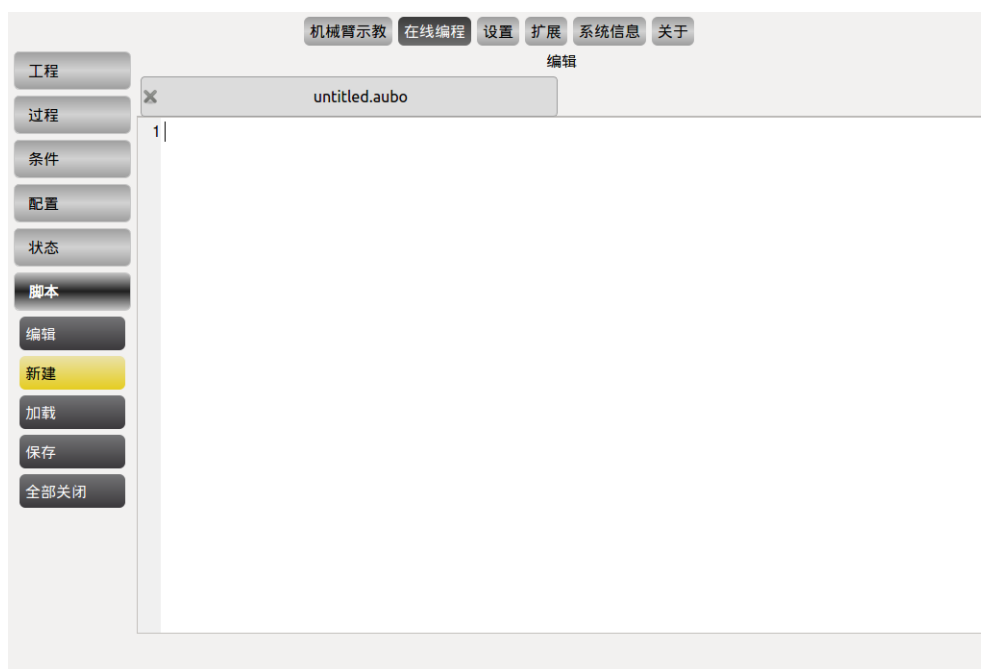 机械臂示教 在线编程 设置 扩展 系统信息 关于
编辑
工程
过程
条件
配置
状态
脚本
编辑
新建
加载
保存
全部关闭
untitled.aubo
1